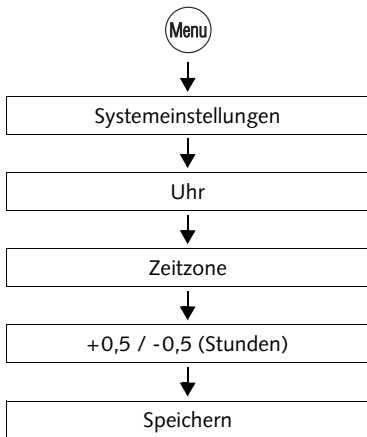 Menu
Systemeinstellungen
Uhr
Zeitzone
+0,5 / -0,5 (Stunden)
Speichern